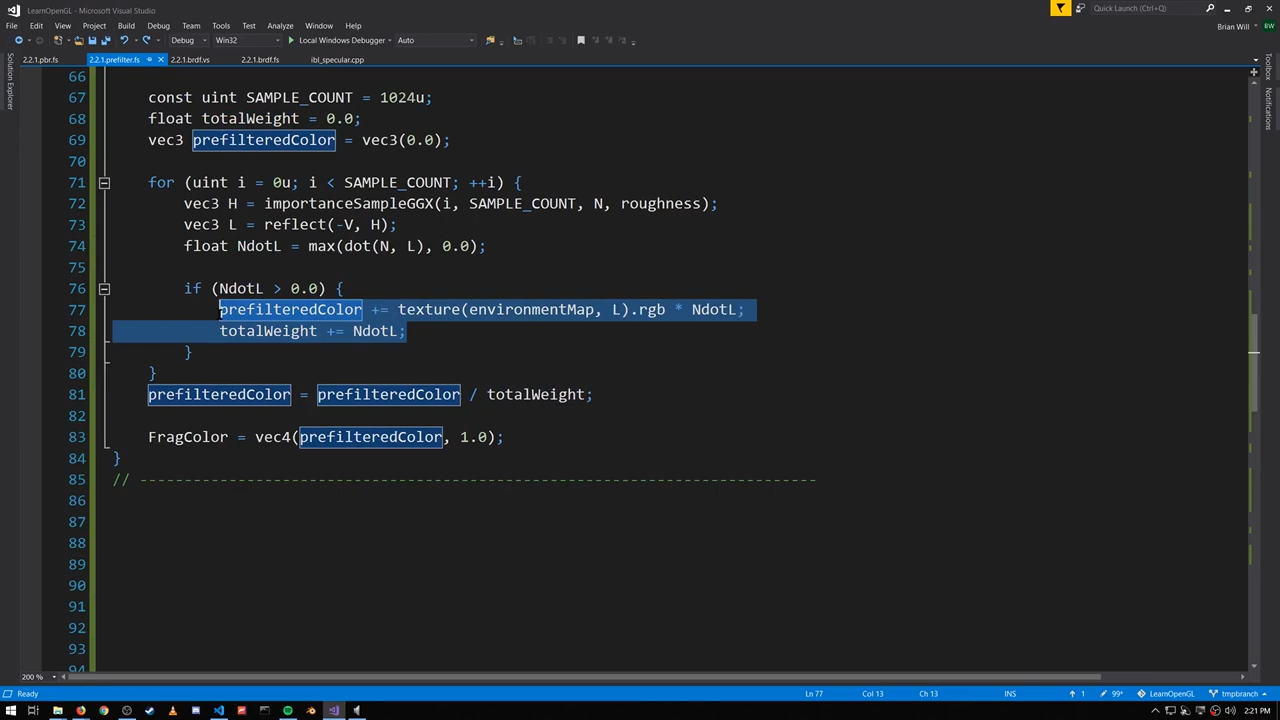 LearnOpenGL - Microsoft Visual Studio
Quick Launch (Ctrl+Q)
File Edit View Project Build Debug Team Tools Test Analyze Window Help
Brian Will BW
Debug Win32 Local Windows Debugger Auto
2.2.1.pbr.fs 2.2.1.prefilter.fs 2.2.1.brdf.vs 2.2.1.brdf.fs ibl_specular.cpp
Solution Explorer
Toolbox
Notifications
66
67 const uint SAMPLE_COUNT = 1024u;
68 float totalWeight = 0.0;
69 vec3 prefilteredColor = vec3(0.0);
70
71 for (uint i = 0u; i < SAMPLE_COUNT; ++i) {
72 vec3 H = importanceSampleGGX(i, SAMPLE_COUNT, N, roughness);
73 vec3 L = reflect(-V, H);
74 float NdotL = max(dot(N, L), 0.0);
75
76 if (NdotL > 0.0) {
77 prefilteredColor += texture(environmentMap, L).rgb * NdotL;
78 totalWeight += NdotL;
79 }
80 }
81 prefilteredColor = prefilteredColor / totalWeight;
82
83 FragColor = vec4(prefilteredColor, 1.0);
84 }
85 // ----------------------------------------------------------------------------
86
87
88
89
90
91
92
93
94
200 %
Ready Ln 77 Col 13 Ch 13 INS 1 99* LearnOpenGL tmpbranch
2:21 PM